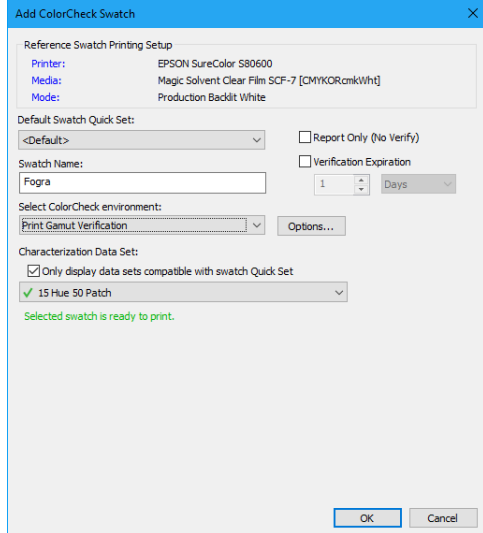 Add ColorCheck Swatch
Reference Swatch Printing Setup
Printer: EPSON SureColor S80600
Media: Magic Solvent Clear Film SCF-7 [CMYKORcmkWht]
Mode: Production Backlit White
Default Swatch Quick Set:
<Default>
Report Only (No Verify)
Swatch Name:
Verification Expiration
Fogra
1 Days
Select ColorCheck environment:
Print Gamut Verification Options...
Characterization Data Set:
Only display data sets compatible with swatch Quick Set
15 Hue 50 Patch
Selected swatch is ready to print.
OK Cancel